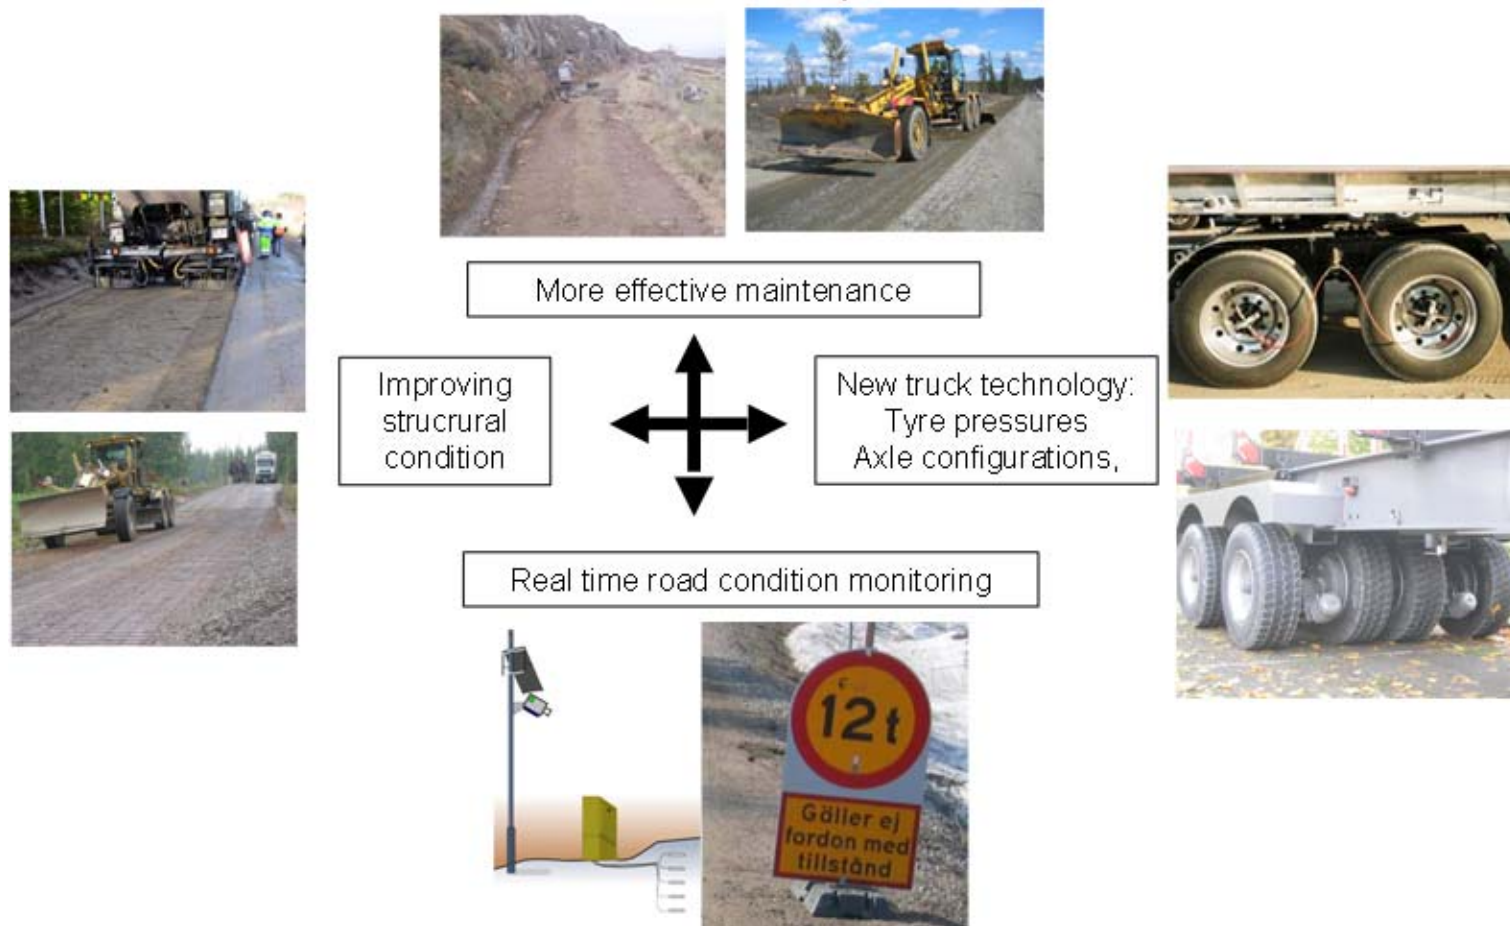 More effective maintenance
Improving
strucrural
condition
New truck technology:
Tyre pressures
Axle configurations,
Real time road condition monitoring
12t
Gäller ej
fordon med
tillstånd